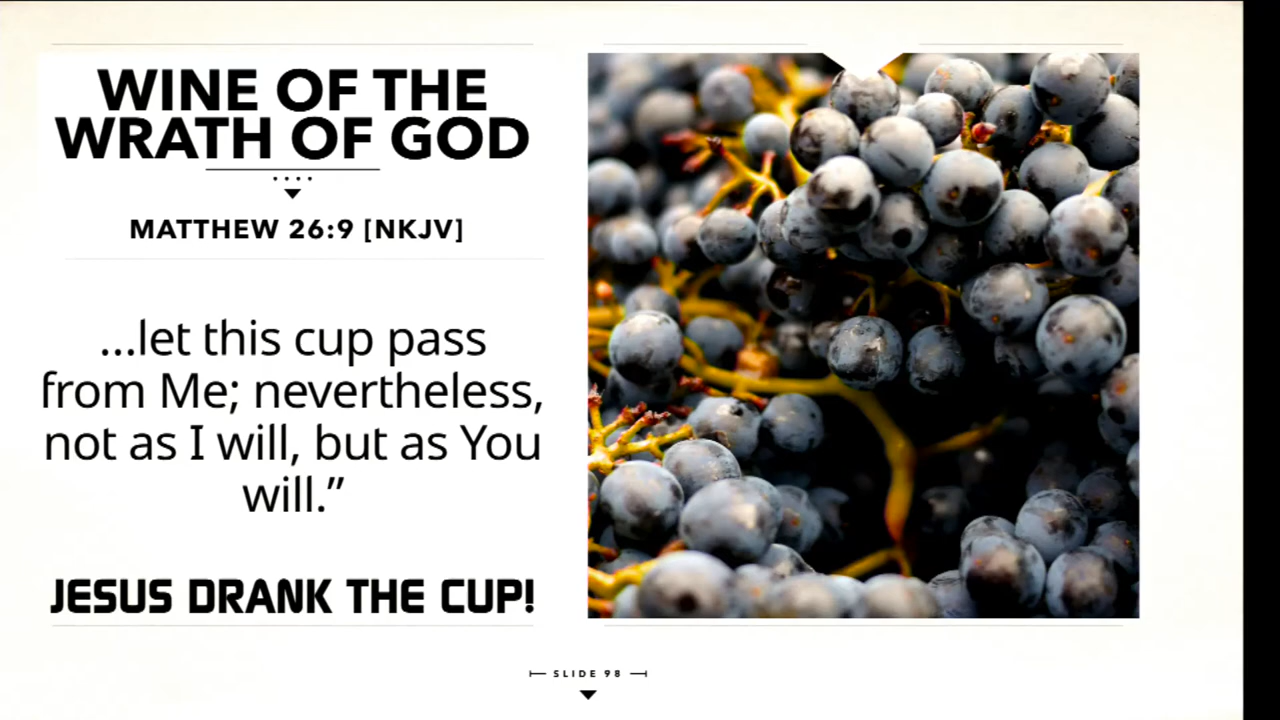 WINE OF THE
WRATH OF GOD
MATTHEW 26:9 [NKJV]
...let this cup pass
from Me; nevertheless,
not as I will, but as You
will.”
JESUS DRANK THE CUP!
SLIDE 98